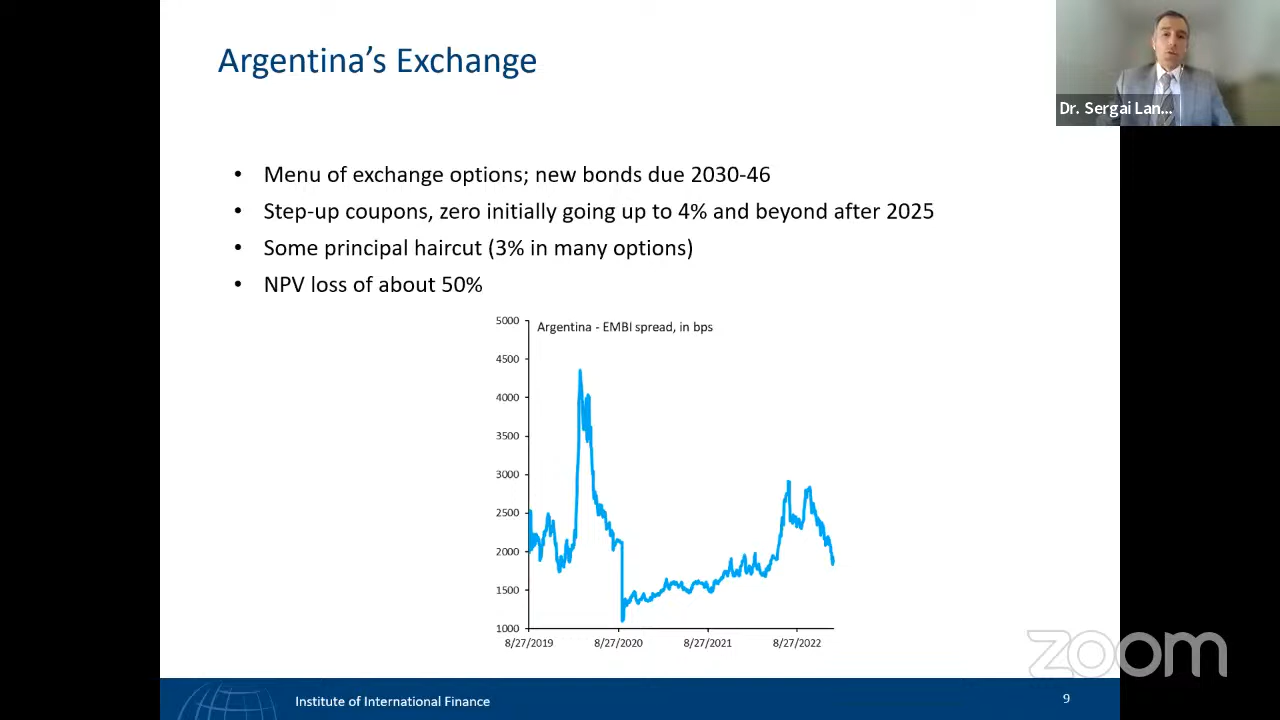 Argentina's Exchange
Dr. Sergai Lan...
• Menu of exchange options; new bonds due 2030-46
• Step-up coupons, zero initially going up to 4% and beyond after 2025
• Some principal haircut (3% in many options)
• NPV loss of about 50%
Argentina - EMBI spread, in bps
5000
4500
4000
3500
3000
2500
2000
1500
1000
8/27/2019 8/27/2020 8/27/2021 8/27/2022
zoom
Institute of International Finance
9